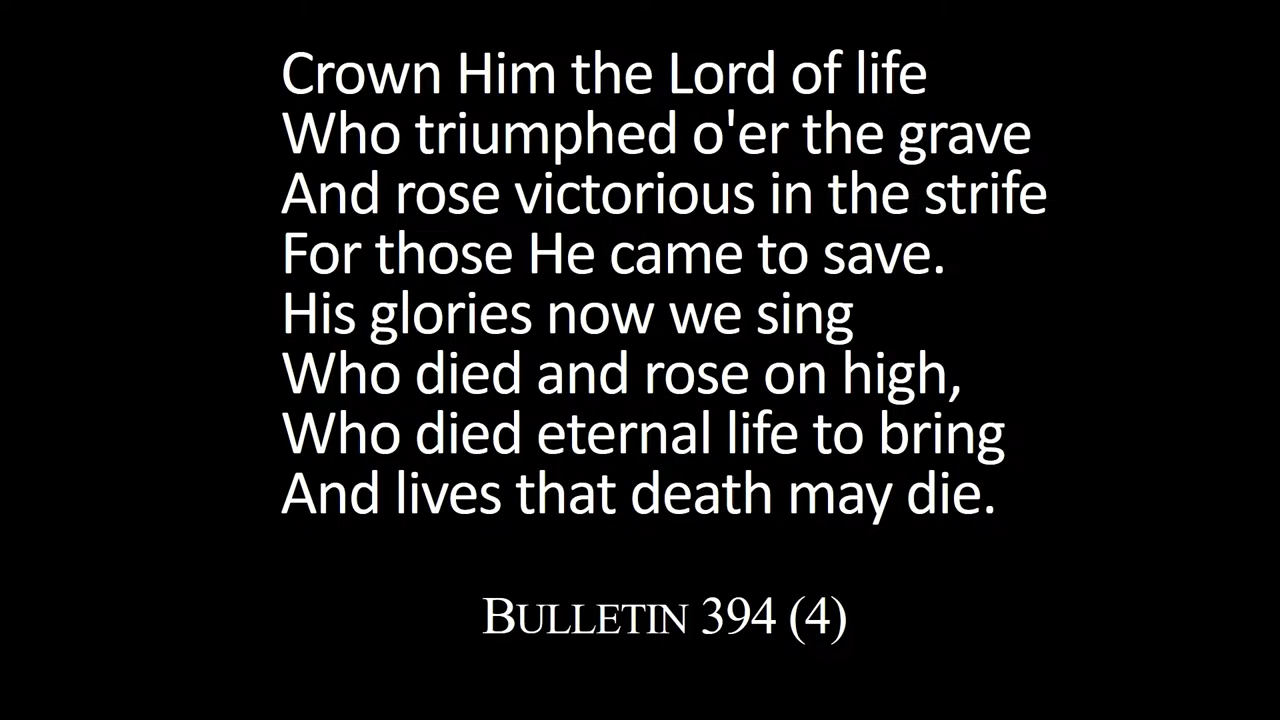 Crown Him the Lord of life
Who triumphed o'er the grave
And rose victorious in the strife
For those He came to save.
His glories now we sing
Who died and rose on high,
Who died eternal life to bring
And lives that death may die.
BULLETIN 394 (4)